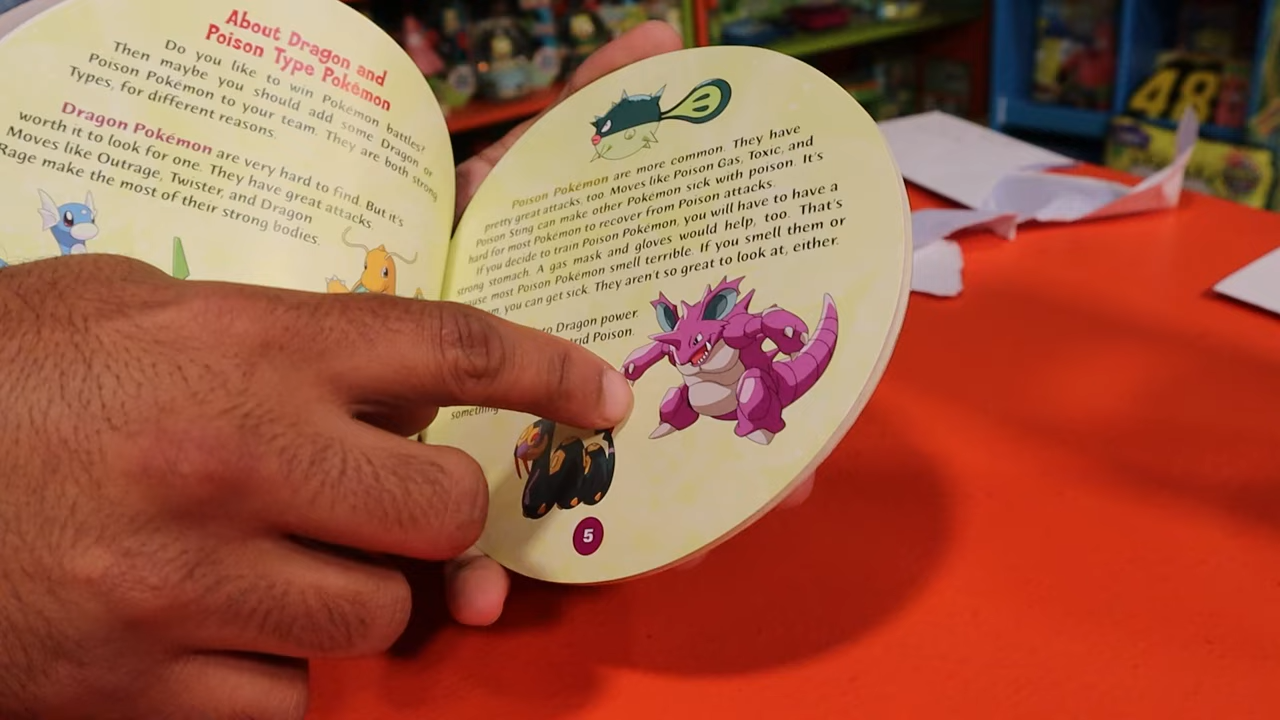 About Dragon and
Poison Type Pokémon
Do you like to win Pokémon battles?
Then maybe you should add some Dragon or
Poison Pokémon to your team. They are both strong
Types, for different reasons.
Dragon Pokémon are very hard to find. But it's
worth it to look for one. They have great attacks.
Moves like Outrage, Twister, and Dragon
Rage make the most of their strong bodies.
Poison Pokémon are more common. They have
pretty great attacks, too. Moves like Poison Gas, Toxic, and
Poison Sting can make other Pokémon sick with poison. It's
hard for most Pokémon to recover from Poison attacks.
If you decide to train Poison Pokémon, you will have to have a
strong stomach. A gas mask and gloves would help, too. That's
most Poison Pokémon smell terrible. If you smell them or
you can get sick. They aren't so great to look at, either.
to Dragon power.
Poison.
something
5
48